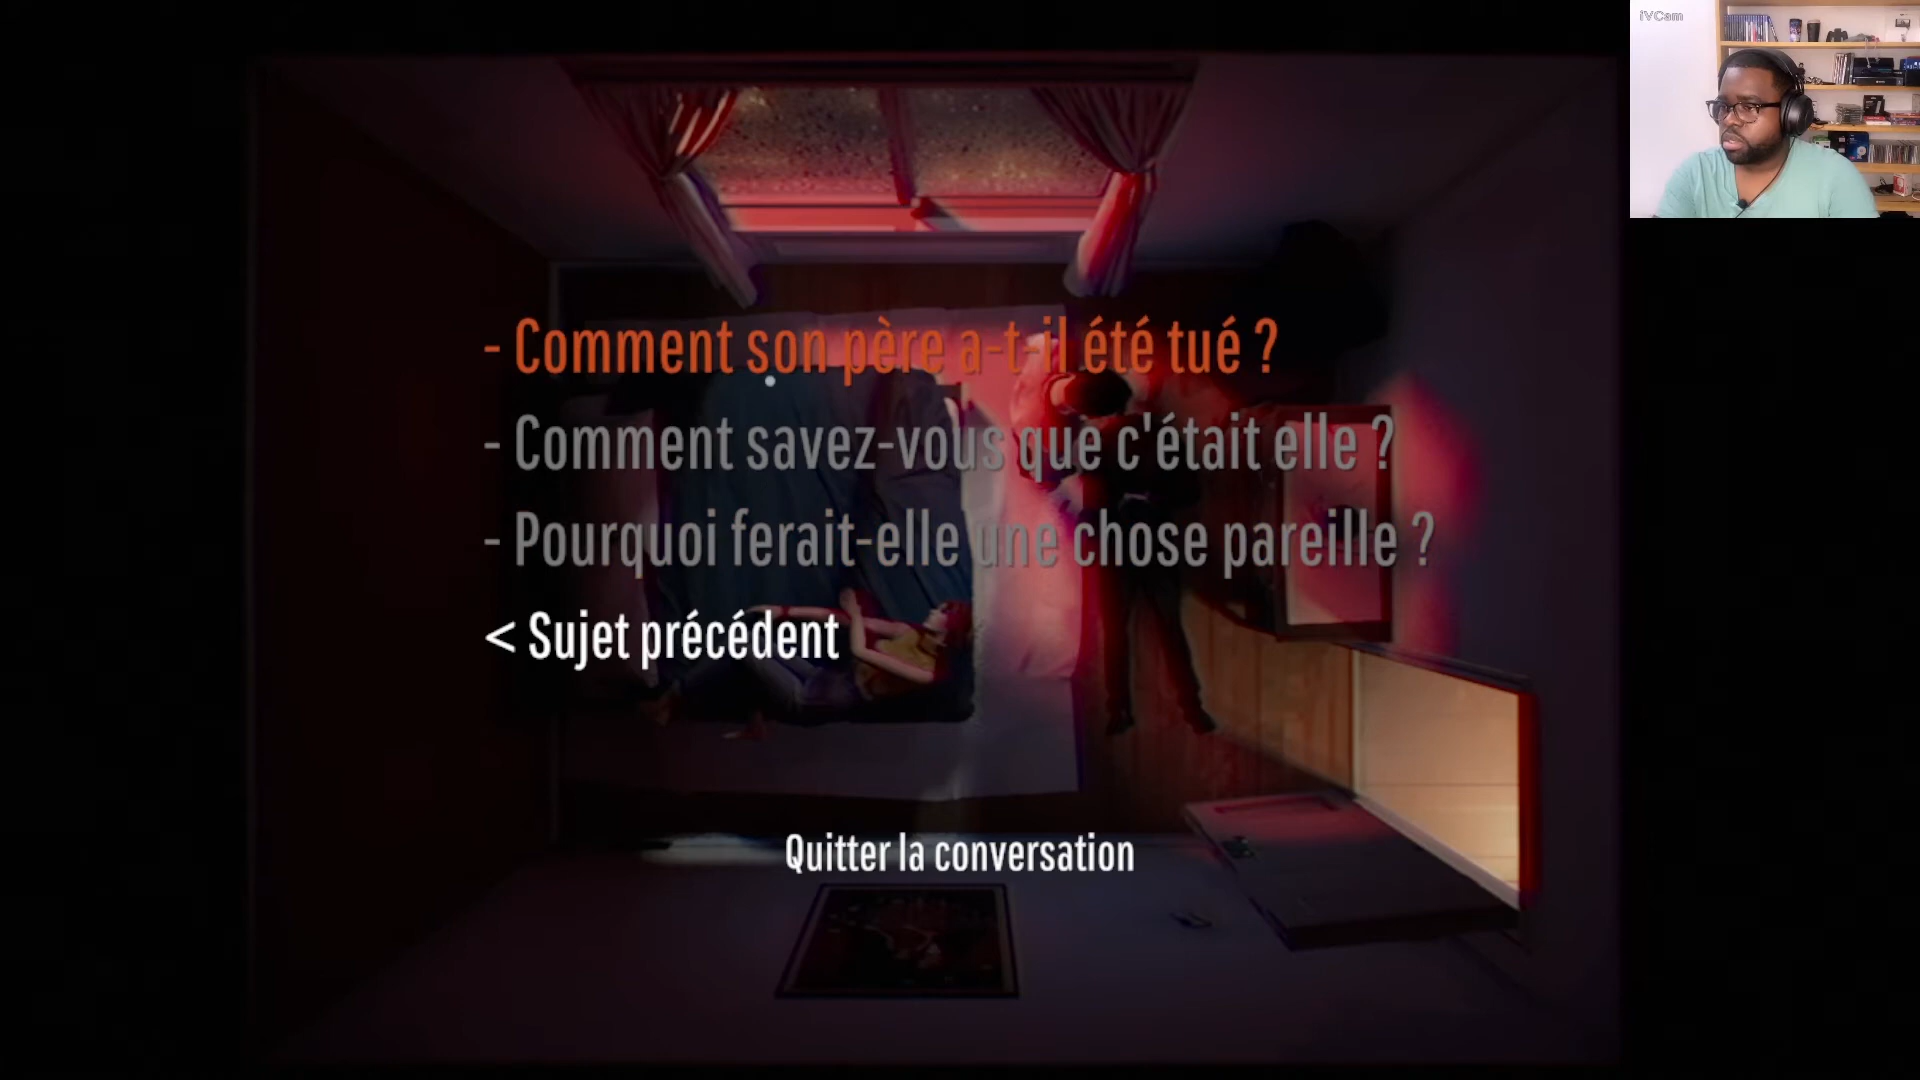 iVCam
- Comment son père a-t-il été tué ?
- Comment savez-vous que c'était elle ?
- Pourquoi ferait-elle une chose pareille ?
< Sujet précédent
Quitter la conversation